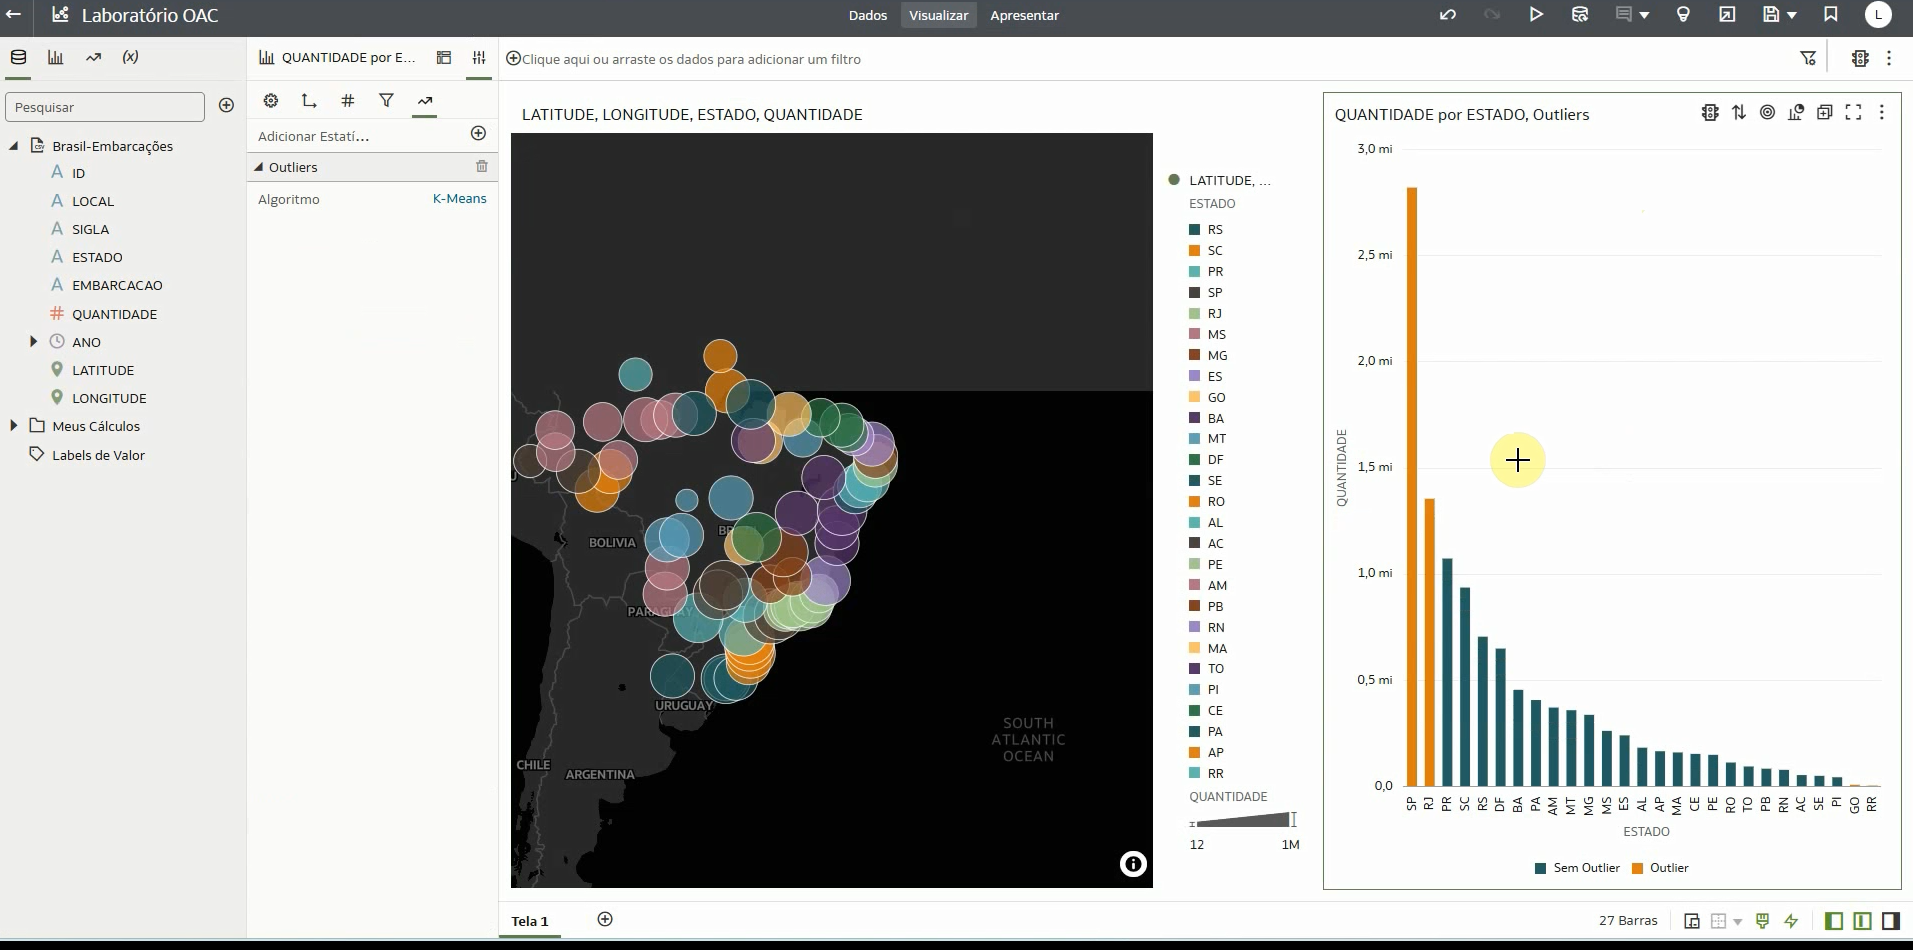 Laboratório OAC
Dados
Visualizar
Apresentar
L
(x)
QUANTIDADE por E...
Clique aqui ou arraste os dados para adicionar um filtro
Pesquisar
Adicionar Estatí...
Outliers
Algoritmo
K-Means
Brasil-Embarcações
ID
LOCAL
SIGLA
ESTADO
EMBARCACAO
QUANTIDADE
ANO
LATITUDE
LONGITUDE
Meus Cálculos
Labels de Valor
LATITUDE, LONGITUDE, ESTADO, QUANTIDADE
BOLIVIA
URUGUAY
CHILE
ARGENTINA
SOUTH
ATLANTIC
OCEAN
LATITUDE, ...
ESTADO
RS
SC
PR
SP
RJ
MS
MG
ES
GO
BA
MT
DF
SE
RO
AL
AC
PE
AM
PB
RN
MA
TO
PI
CE
PA
AP
RR
QUANTIDADE
12
1M
QUANTIDADE por ESTADO, Outliers
3,0 mi
2,5 mi
2,0 mi
1,5 mi
1,0 mi
0,5 mi
0,0
QUANTIDADE
SP RJ PR SC RS DF BA PA AM MT MG MS ES AL AP MA CE PE RO TO PB RN AC SE PI GO RR
ESTADO
Sem Outlier
Outlier
Tela 1
27 Barras